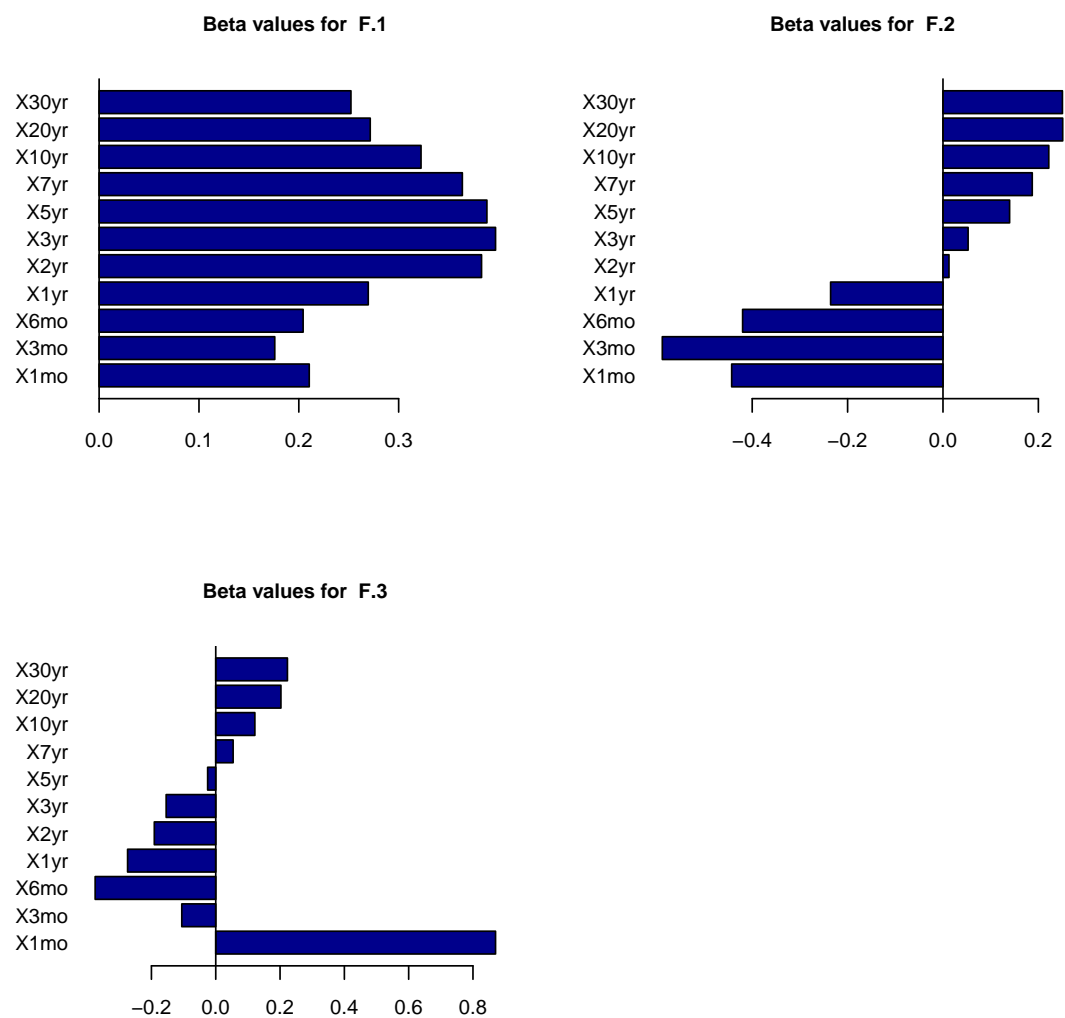 Beta values for F.1
X30yr
X20yr
X10yr
X7yr
X5yr
X3yr
X2yr
X1yr
X6mo
X3mo
X1mo
0.0 0.1 0.2 0.3
Beta values for F.2
X30yr
X20yr
X10yr
X7yr
X5yr
X3yr
X2yr
X1yr
X6mo
X3mo
X1mo
−0.4 −0.2 0.0 0.2
Beta values for F.3
X30yr
X20yr
X10yr
X7yr
X5yr
X3yr
X2yr
X1yr
X6mo
X3mo
X1mo
−0.2 0.0 0.2 0.4 0.6 0.8